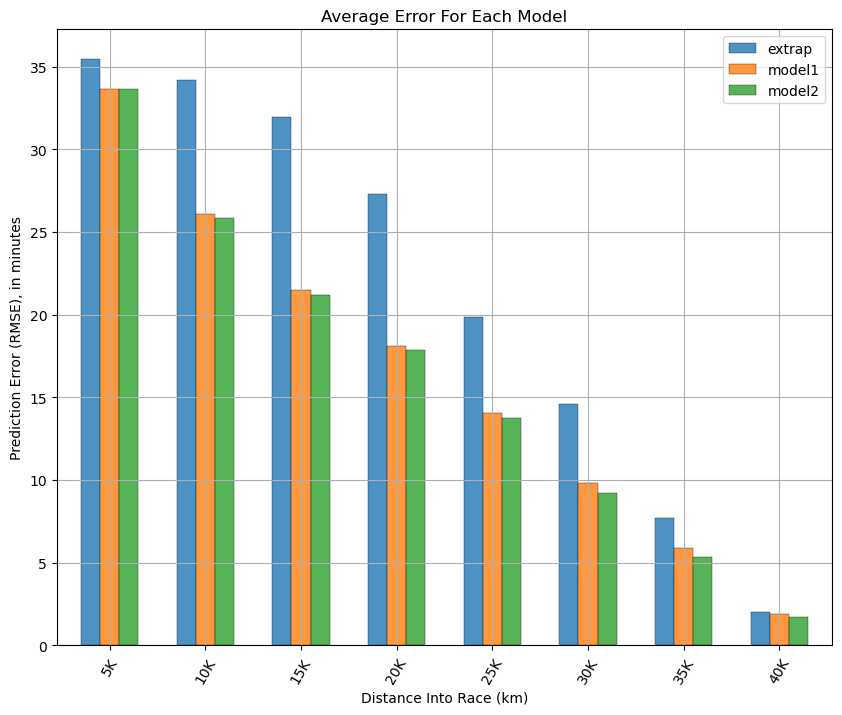 Average Error For Each Model
extrap
model1
model2
Prediction Error (RMSE), in minutes
35
30
25
20
15
10
5
0
5K
10K
15K
20K
25K
30K
35K
40K
Distance Into Race (km)